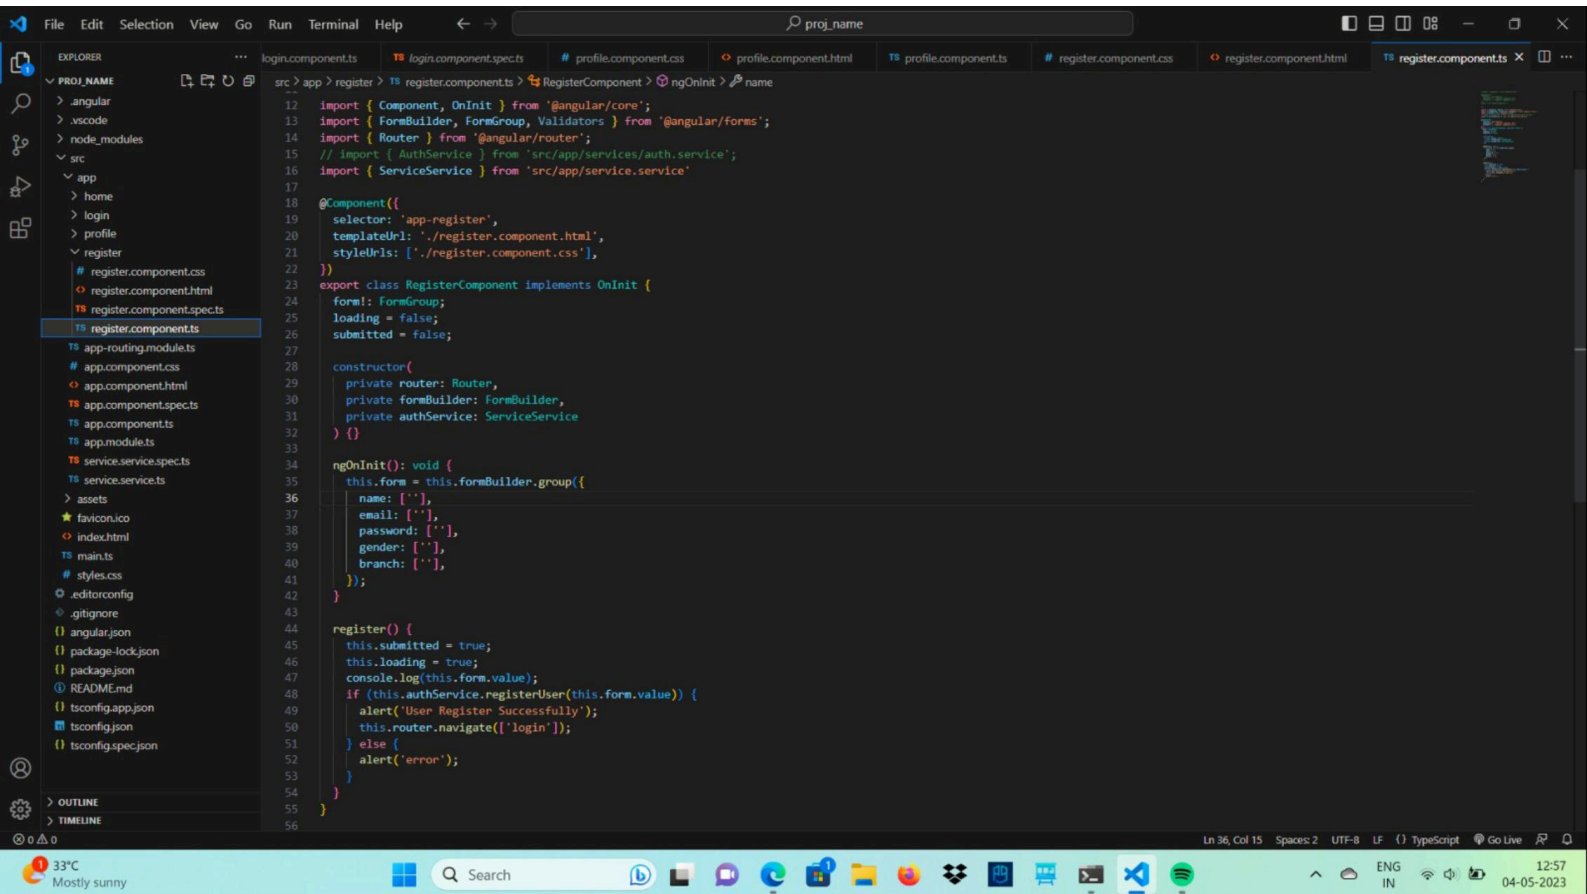 File Edit Selection View Go Run Terminal Help
proj_name
EXPLORER
login.component.ts
TS login.component.spec.ts
# profile.component.css
profile.component.html
TS profile.component.ts
# register.component.css
register.component.html
TS register.component.ts
PROJ_NAME
src > app > register > TS register.component.ts > RegisterComponent > ngOnInit > name
.angular
.vscode
node_modules
src
app
home
login
profile
register
# register.component.css
register.component.html
TS register.component.spec.ts
TS register.component.ts
TS app-routing.module.ts
# app.component.css
app.component.html
TS app.component.spec.ts
TS app.component.ts
TS app.module.ts
TS service.service.spec.ts
TS service.service.ts
assets
favicon.ico
index.html
TS main.ts
# styles.css
.editorconfig
.gitignore
{} angular.json
{} package-lock.json
{} package.json
README.md
{} tsconfig.app.json
tsconfig.json
{} tsconfig.spec.json
OUTLINE
TIMELINE
12 import { Component, OnInit } from '@angular/core';
13 import { FormBuilder, FormGroup, Validators } from '@angular/forms';
14 import { Router } from '@angular/router';
15 // import { AuthService } from 'src/app/services/auth.service';
16 import { ServiceService } from 'src/app/service.service'
17
18 @Component({
19 selector: 'app-register',
20 templateUrl: './register.component.html',
21 styleUrls: ['./register.component.css'],
22 })
23 export class RegisterComponent implements OnInit {
24 form!: FormGroup;
25 loading = false;
26 submitted = false;
27
28 constructor(
29 private router: Router,
30 private formBuilder: FormBuilder,
31 private authService: ServiceService
32 ) {}
33
34 ngOnInit(): void {
35 this.form = this.formBuilder.group({
36 name: [''],
37 email: [''],
38 password: [''],
39 gender: [''],
40 branch: [''],
41 });
42 }
43
44 register() {
45 this.submitted = true;
46 this.loading = true;
47 console.log(this.form.value);
48 if (this.authService.registerUser(this.form.value)) {
49 alert('User Register Successfully');
50 this.router.navigate(['login']);
51 } else {
52 alert('error');
53 }
54 }
55 }
56
0 0
Ln 36, Col 15 Spaces: 2 UTF-8 LF {} TypeScript Go Live
33°C
Mostly sunny
Search
ENG
IN
12:57
04-05-2023